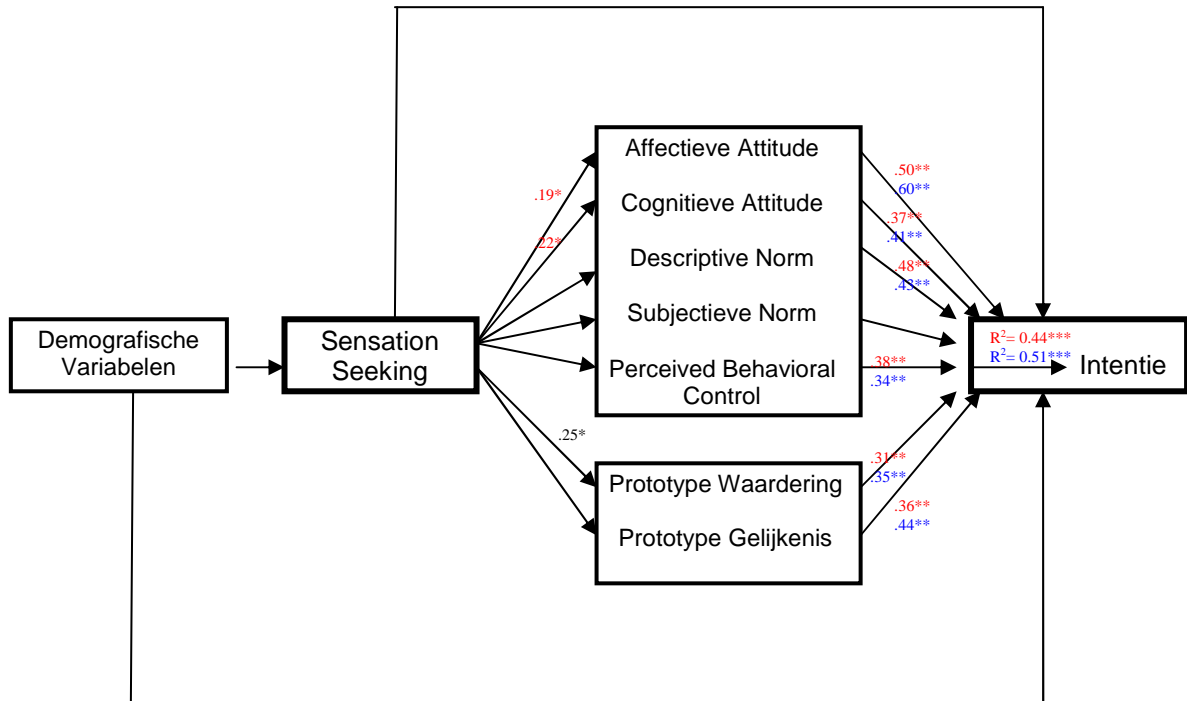 Demografische
Variabelen
Sensation
Seeking
.19*
.22*
.25*
Affectieve Attitude
Cognitieve Attitude
Descriptive Norm
Subjectieve Norm
Perceived Behavioral
Control
Prototype Waardering
Prototype Gelijkenis
.50**
.60**
.37**
.41**
.48**
.43**
.38**
.34**
.31**
.35**
.36**
.44**
R²= 0.44***
R²= 0.51***
Intentie